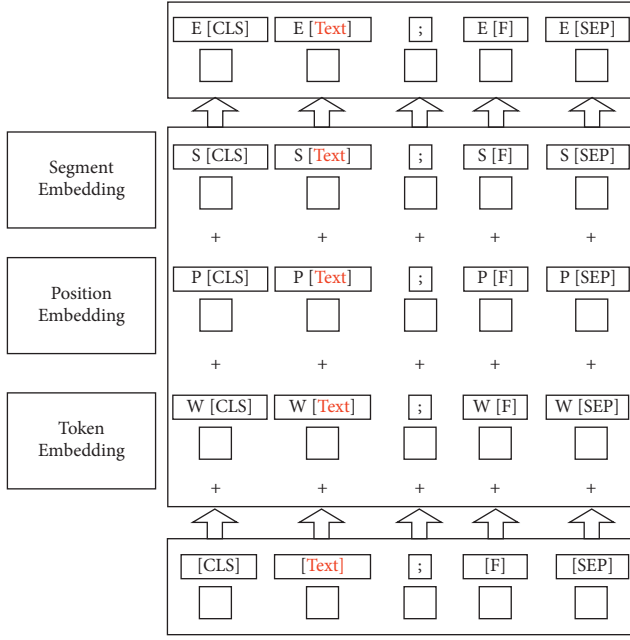 E [CLS] E [Text] ; E [F] E [SEP]
Segment
Embedding
S [CLS] S [Text] ; S [F] S [SEP]
+ + + + +
Position
Embedding
P [CLS] P [Text] ; P [F] P [SEP]
+ + + + +
Token
Embedding
W [CLS] W [Text] ; W [F] W [SEP]
+ + + + +
[CLS] [Text] ; [F] [SEP]